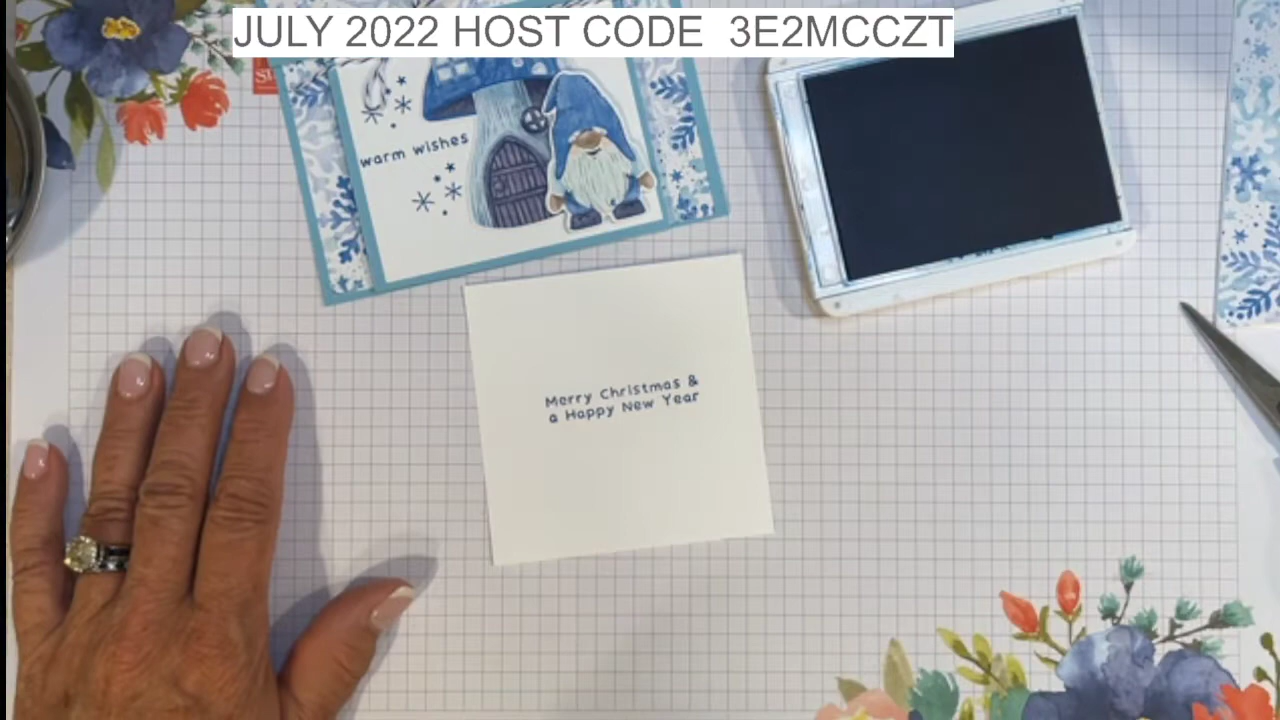 JULY 2022 HOST CODE 3E2MCCZT
warm wishes
Merry Christmas &
a Happy New Year